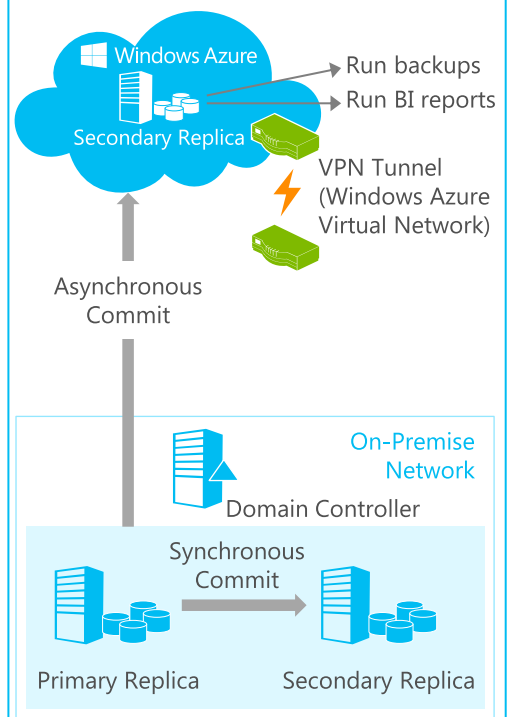 Windows Azure
Run backups
Run BI reports
Secondary Replica
VPN Tunnel
(Windows Azure
Virtual Network)
Asynchronous
Commit
On-Premise
Network
Domain Controller
Synchronous
Commit
Primary Replica
Secondary Replica